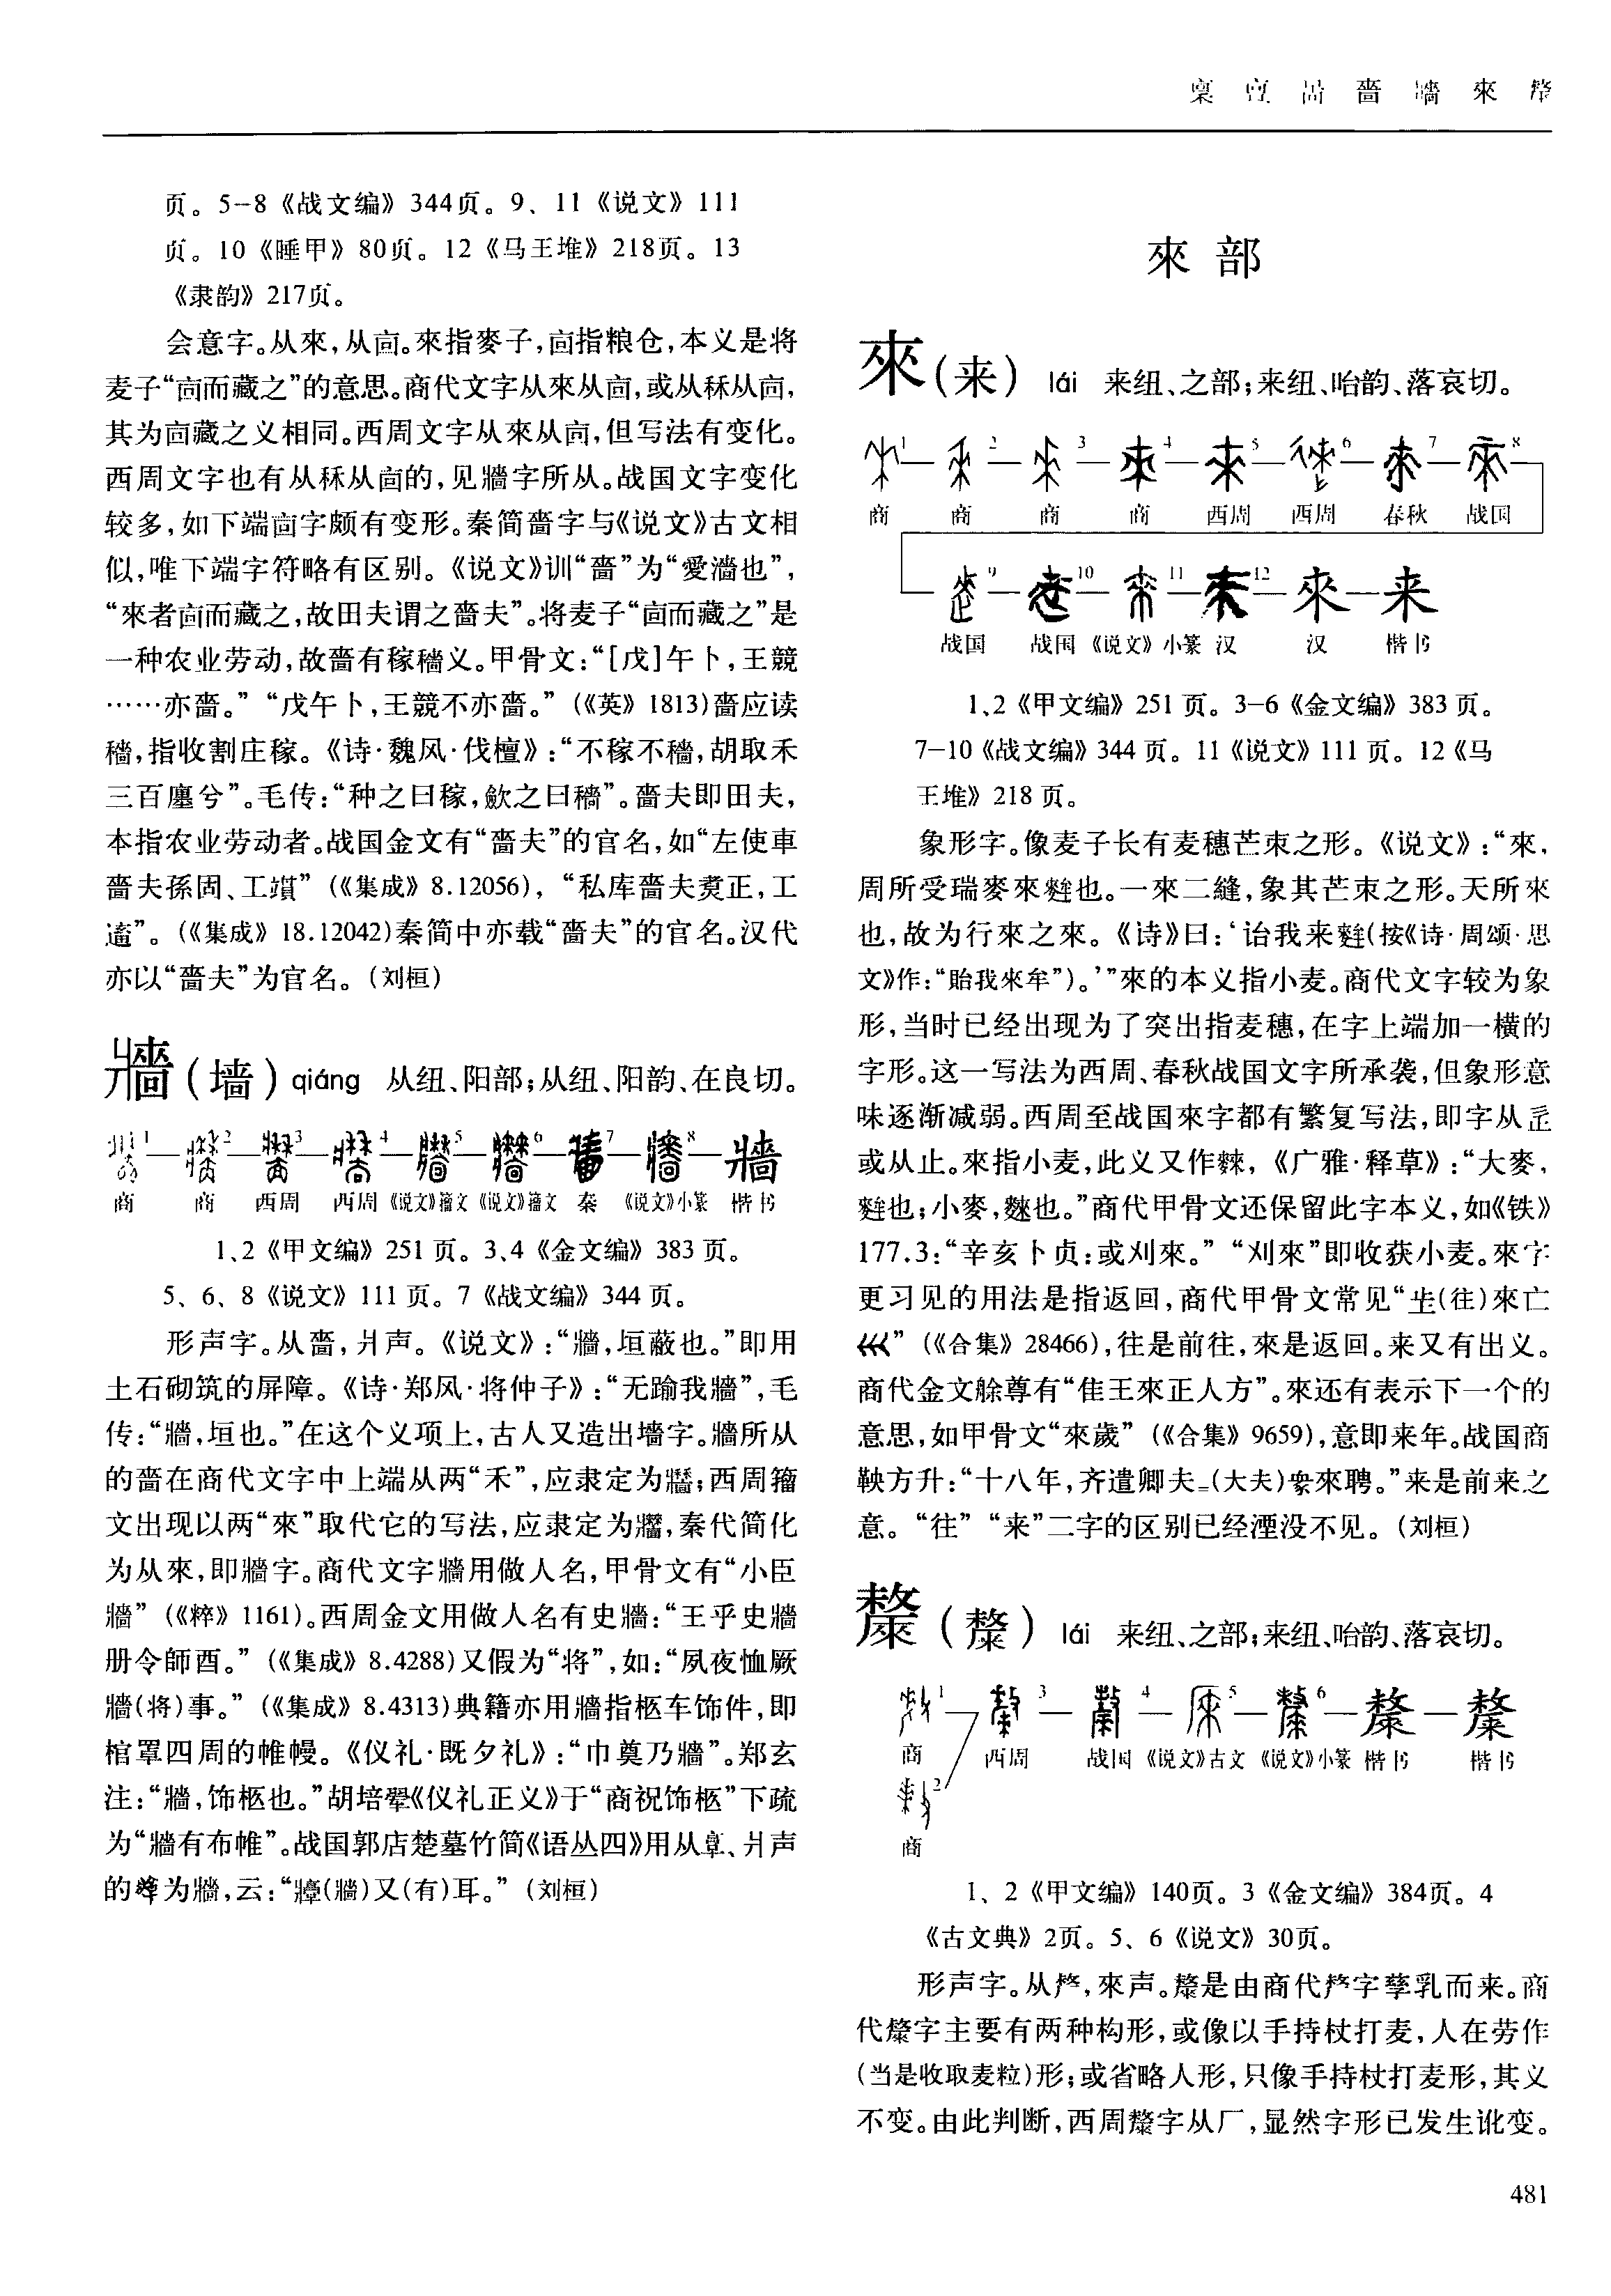 稟 亶 啚 嗇 牆 來 斄
页。5-8《战文编》344页。9、11《说文》111
页。10《睡甲》80页。12《马王堆》218页。13
《隶韵》217页。
会意字。从來,从㐭。來指麥子,㐭指粮仓,本义是将
麦子“㐭而藏之”的意思。商代文字从來从㐭,或从秝从㐭,
其为㐭藏之义相同。西周文字从來从㐭,但写法有变化。
西周文字也有从秝从㐭的,见牆字所从。战国文字变化
较多,如下端㐭字颇有变形。秦简嗇字与《说文》古文相
似,唯下端字符略有区别。《说文》训“嗇”为“愛濇也”,
“來者㐭而藏之,故田夫谓之嗇夫”。将麦子“㐭而藏之”是
一种农业劳动,故嗇有稼穡义。甲骨文:“[戊]午卜,王競
……亦嗇。”“戊午卜,王競不亦嗇。”(《英》1813)嗇应读
穡,指收割庄稼。《诗·魏风·伐檀》:“不稼不穡,胡取禾
三百廛兮”。毛传:“种之曰稼,歛之曰穡”。嗇夫即田夫,
本指农业劳动者。战国金文有“嗇夫”的官名,如“左使車
嗇夫孫固、工”(《集成》8.12056),“私库嗇夫煑正,工
”。(《集成》18.12042)秦简中亦载“嗇夫”的官名。汉代
亦以“嗇夫”为官名。(刘桓)
牆(墙)qiáng 从纽、阳部;从纽、阳韵、在良切。
1 — 2 — 3 — 4 — 5 — 6 — 7 — 8 — 牆
商 商 西周 西周 《说文》籀文 《说文》籀文 秦 《说文》小篆 楷书
1、2《甲文编》251页。3、4《金文编》383页。
5、6、8《说文》111页。7《战文编》344页。
形声字。从嗇,爿声。《说文》:“牆,垣蔽也。”即用
土石砌筑的屏障。《诗·郑风·将仲子》:“无踰我牆”,毛
传:“牆,垣也。”在这个义项上,古人又造出墻字。牆所从
的嗇在商代文字中上端从两“禾”,应隶定为;西周籀
文出现以两“來”取代它的写法,应隶定为,秦代简化
为从來,即牆字。商代文字牆用做人名,甲骨文有“小臣
牆”(《粹》1161)。西周金文用做人名有史牆:“王乎史牆
册令師酉。”(《集成》8.4288)又假为“将”,如:“夙夜恤厥
牆(将)事。”(《集成》8.4313)典籍亦用牆指柩车饰件,即
棺罩四周的帷幔。《仪礼·既夕礼》:“巾奠乃牆”。郑玄
注:“牆,饰柩也。”胡培翚《仪礼正义》于“商祝饰柩”下疏
为“牆有布帷”。战国郭店楚墓竹简《语丛四》用从、爿声
的为牆,云:“(牆)又(有)耳。”(刘桓)
來 部
來(来) lái 来纽、之部;来纽、咍韵、落哀切。
1 — 2 — 3 — 4 — 5 — 6 — 7 — 8
商 商 商 商 西周 西周 春秋 战国
9 — 10 — 11 — 12 — 來 — 来
战国 战国 《说文》小篆 汉 汉 楷书
1、2《甲文编》251页。3-6《金文编》383页。
7-10《战文编》344页。11《说文》111页。12《马
王堆》218页。
象形字。像麦子长有麦穗芒朿之形。《说文》:“來,
周所受瑞麥來麰也。一來二縫,象其芒朿之形。天所來
也,故为行來之來。《诗》曰:‘诒我来麰(按《诗·周颂·思
文》作:“貽我來牟”)。’”來的本义指小麦。商代文字较为象
形,当时已经出现为了突出指麦穗,在字上端加一横的
字形。这一写法为西周、春秋战国文字所承袭,但象形意
味逐渐减弱。西周至战国來字都有繁复写法,即字从辵
或从止。來指小麦,此义又作䅘,《广雅·释草》:“大麥,
麰也;小麥,䴭也。”商代甲骨文还保留此字本义,如《铁》
177.3:“辛亥卜贞:或刈來。”“刈來”即收获小麦。來字
更习见的用法是指返回,商代甲骨文常见“㞷(往)來亡
”(《合集》28466),往是前往,來是返回。来又有出义。
商代金文艅尊有“隹王來正人方”。來还有表示下一个的
意思,如甲骨文“來歲”(《合集》9659),意即来年。战国商
鞅方升:“十八年,齐遣卿夫=(大夫)衆來聘。”来是前来之
意。“往”“来”二字的区别已经湮没不见。(刘桓)
斄(斄) lái 来纽、之部;来纽、咍韵、落哀切。
1 3 — 4 — 5 — 6 — 斄 — 斄
商 西周 战国 《说文》古文 《说文》小篆 楷书 楷书
2
商
1、2《甲文编》140页。3《金文编》384页。4
《古文典》2页。5、6《说文》30页。
形声字。从𠩺,來声。斄是由商代𠩺字孳乳而来。商
代斄字主要有两种构形,或像以手持杖打麦,人在劳作
(当是收取麦粒)形;或省略人形,只像手持杖打麦形,其义
不变。由此判断,西周斄字从厂,显然字形已发生讹变。
481